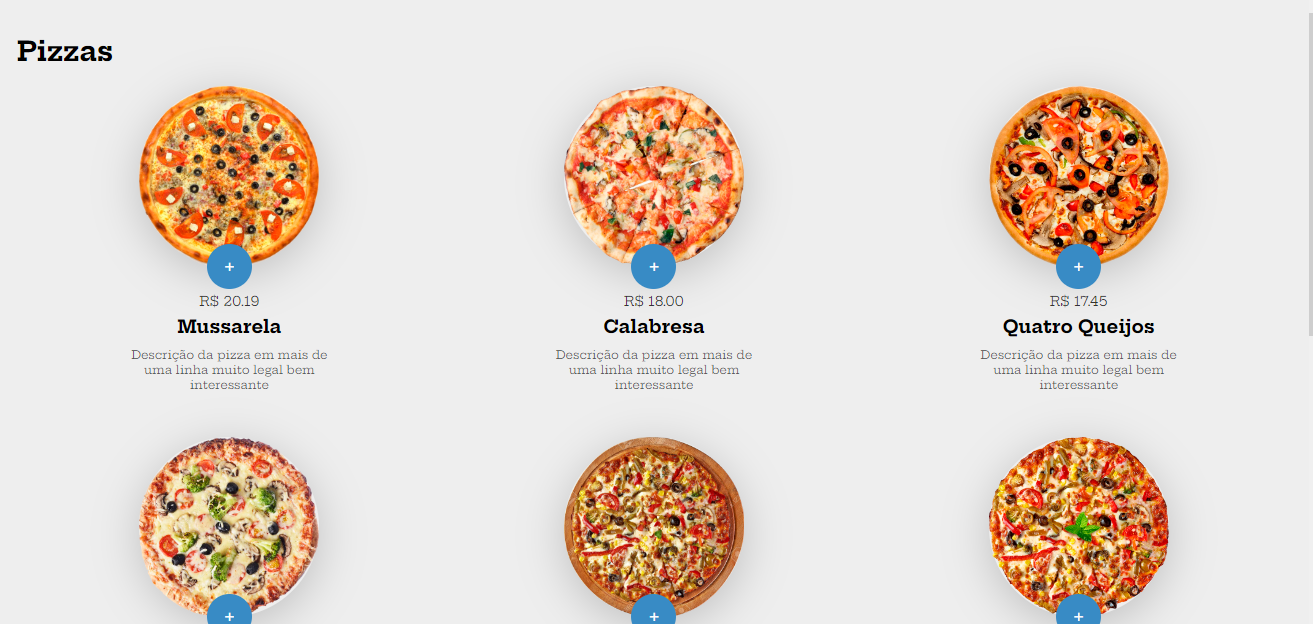 Pizzas
+
+
+
R$ 20.19
R$ 18.00
R$ 17.45
Mussarela
Calabresa
Quatro Queijos
Descrição da pizza em mais de
uma linha muito legal bem
interessante
Descrição da pizza em mais de
uma linha muito legal bem
interessante
Descrição da pizza em mais de
uma linha muito legal bem
interessante
+
+
+